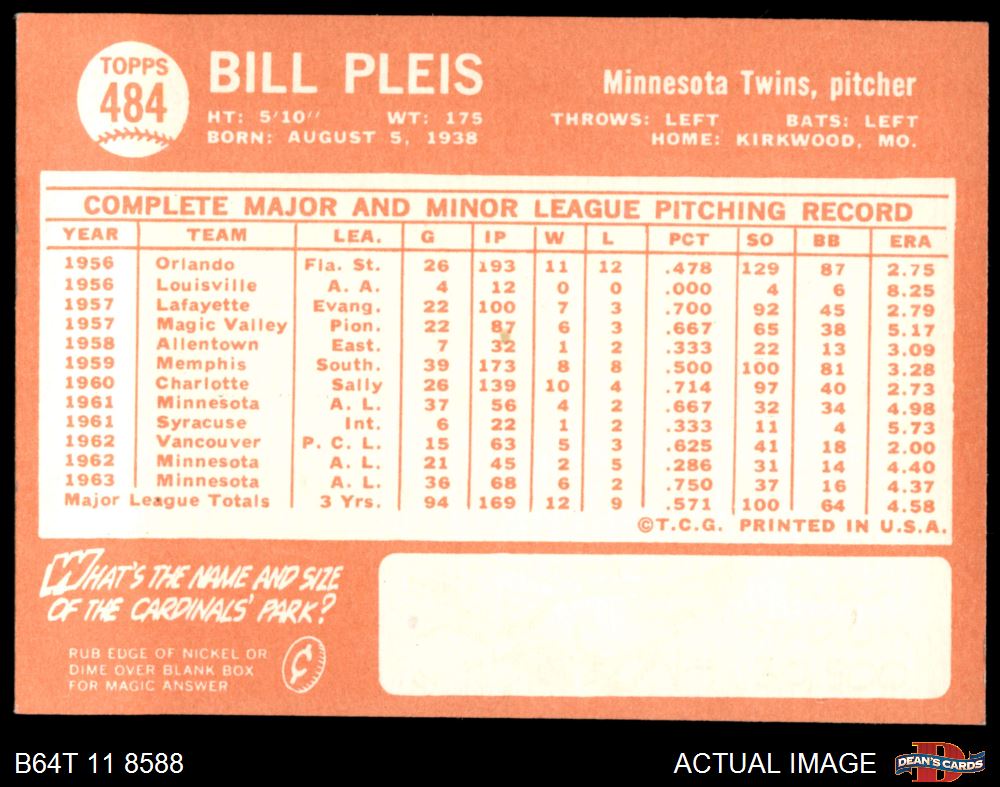 TOPPS
484
BILL PLEIS
Minnesota Twins, pitcher
HT: 5'10" WT: 175
THROWS: LEFT BATS: LEFT
BORN: AUGUST 5, 1938
HOME: KIRKWOOD, MO.
COMPLETE MAJOR AND MINOR LEAGUE PITCHING RECORD
YEAR TEAM LEA. G IP W L PCT SO BB ERA
1956 Orlando Fla. St. 26 193 11 12 .478 129 87 2.75
1956 Louisville A. A. 4 12 0 0 .000 4 6 8.25
1957 Lafayette Evang. 22 100 7 3 .700 92 45 2.79
1957 Magic Valley Pion. 22 87 6 3 .667 65 38 5.17
1958 Allentown East. 7 32 1 2 .333 22 13 3.09
1959 Memphis South. 39 173 8 8 .500 100 81 3.28
1960 Charlotte Sally 26 139 10 4 .714 97 40 2.73
1961 Minnesota A. L. 37 56 4 2 .667 32 34 4.98
1961 Syracuse Int. 6 22 1 2 .333 11 4 5.73
1962 Vancouver P. C. L. 15 63 5 3 .625 41 18 2.00
1962 Minnesota A. L. 21 45 2 5 .286 31 14 4.40
1963 Minnesota A. L. 36 68 6 2 .750 37 16 4.37
Major League Totals 3 Yrs. 94 169 12 9 .571 100 64 4.58
©T.C.G. PRINTED IN U.S.A.
WHAT'S THE NAME AND SIZE
OF THE CARDINALS' PARK?
RUB EDGE OF NICKEL OR
DIME OVER BLANK BOX
FOR MAGIC ANSWER
¢
B64T 11 8588
ACTUAL IMAGE
D
DEAN'S CARDS